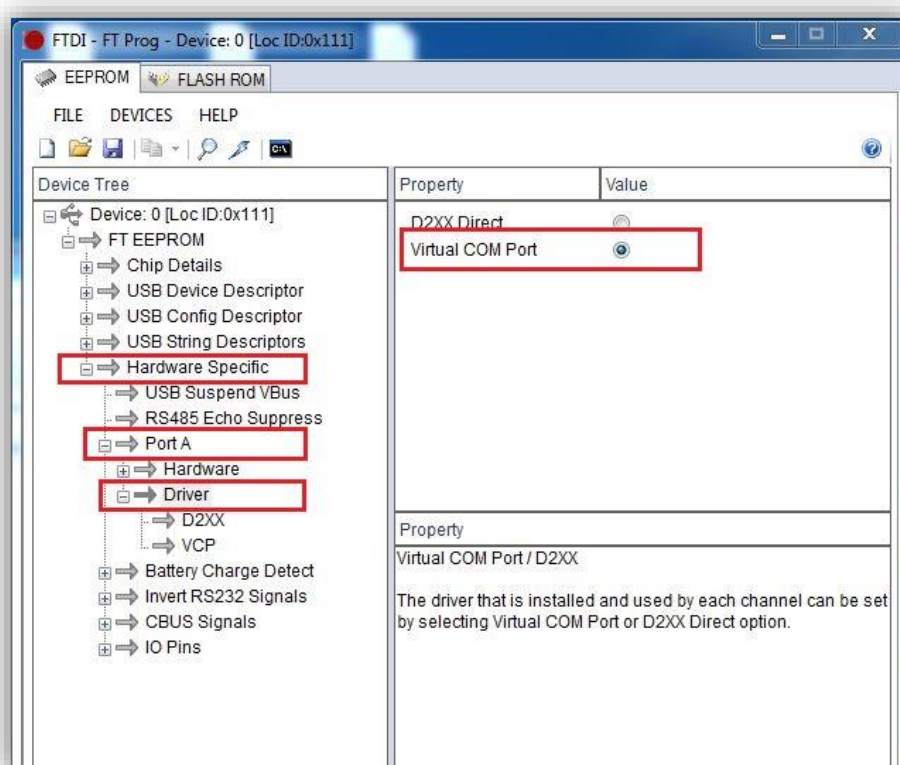 FTDI - FT Prog - Device: 0 [Loc ID:0x111]
EEPROM FLASH ROM
FILE DEVICES HELP
C:\
Device Tree
Device: 0 [Loc ID:0x111]
FT EEPROM
Chip Details
USB Device Descriptor
USB Config Descriptor
USB String Descriptors
Hardware Specific
USB Suspend VBus
RS485 Echo Suppress
Port A
Hardware
Driver
D2XX
VCP
Battery Charge Detect
Invert RS232 Signals
CBUS Signals
IO Pins
Property Value
D2XX Direct
Virtual COM Port
Property
Virtual COM Port / D2XX
The driver that is installed and used by each channel can be set
by selecting Virtual COM Port or D2XX Direct option.